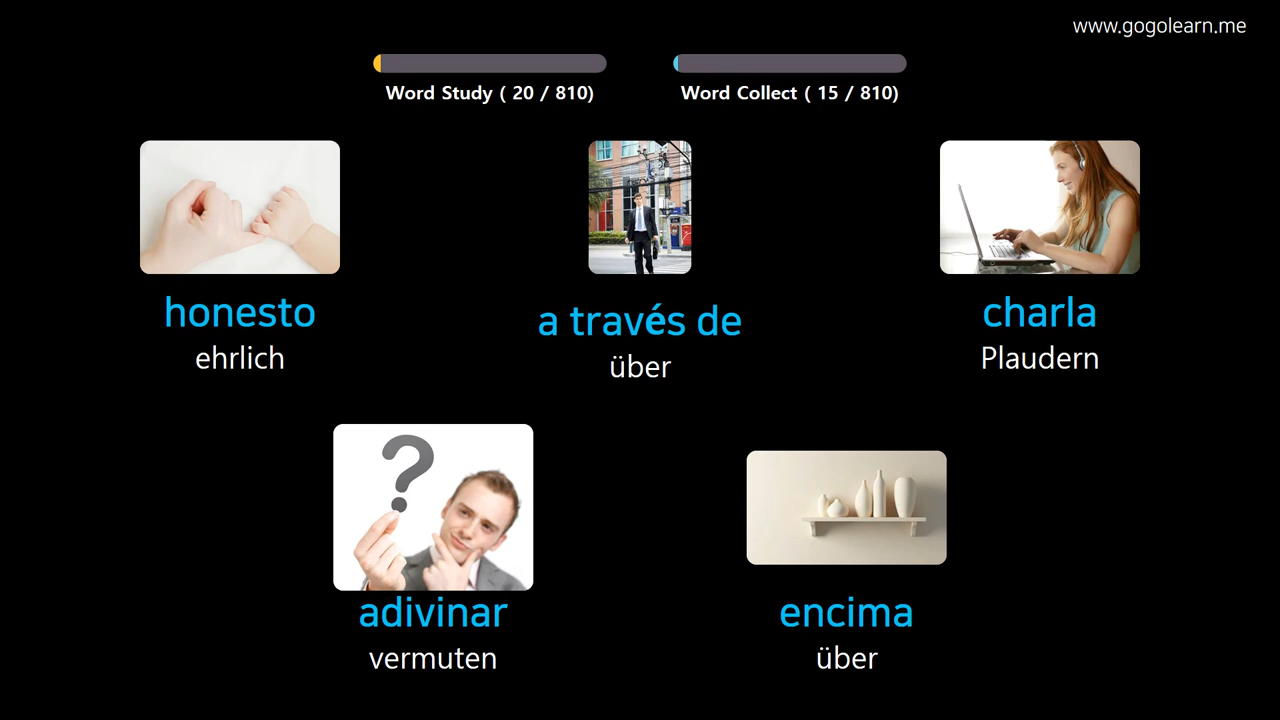 www.gogolearn.me
Word Study ( 20 / 810)
Word Collect ( 15 / 810)
honesto
ehrlich
a través de
über
charla
Plaudern
adivinar
vermuten
encima
über